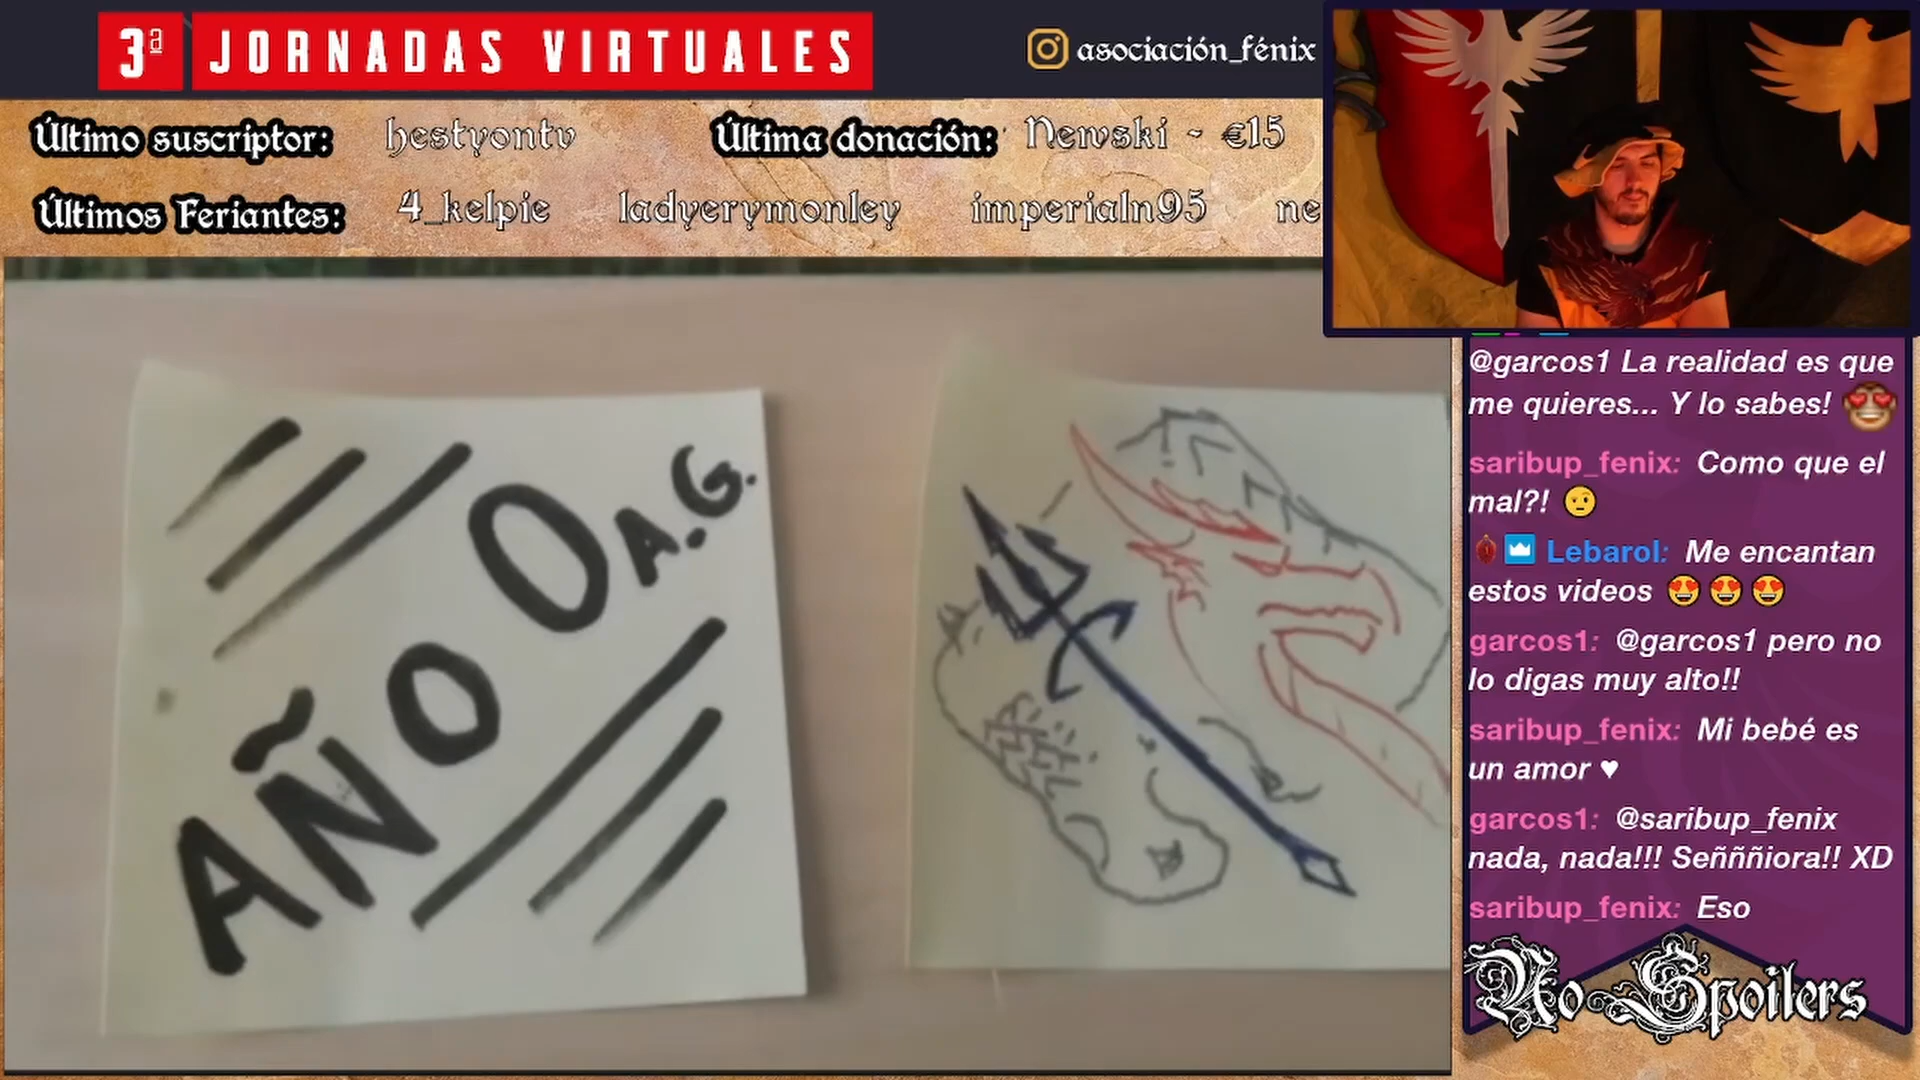 3ª JORNADAS VIRTUALES
asociación_fénix
Último suscriptor: hestyontv
Última donación: Newski - €15
Últimos Feriantes: 4_kelpie ladyerymonley imperialn95 ne
AÑO 0 A.G.
@garcos1 La realidad es que
me quieres... Y lo sabes!
saribup_fenix: Como que el
mal?!
Lebarol: Me encantan
estos videos
garcos1: @garcos1 pero no
lo digas muy alto!!
saribup_fenix: Mi bebé es
un amor ♥
garcos1: @saribup_fenix
nada, nada!!! Seññiora!! XD
saribup_fenix: Eso
No Spoilers